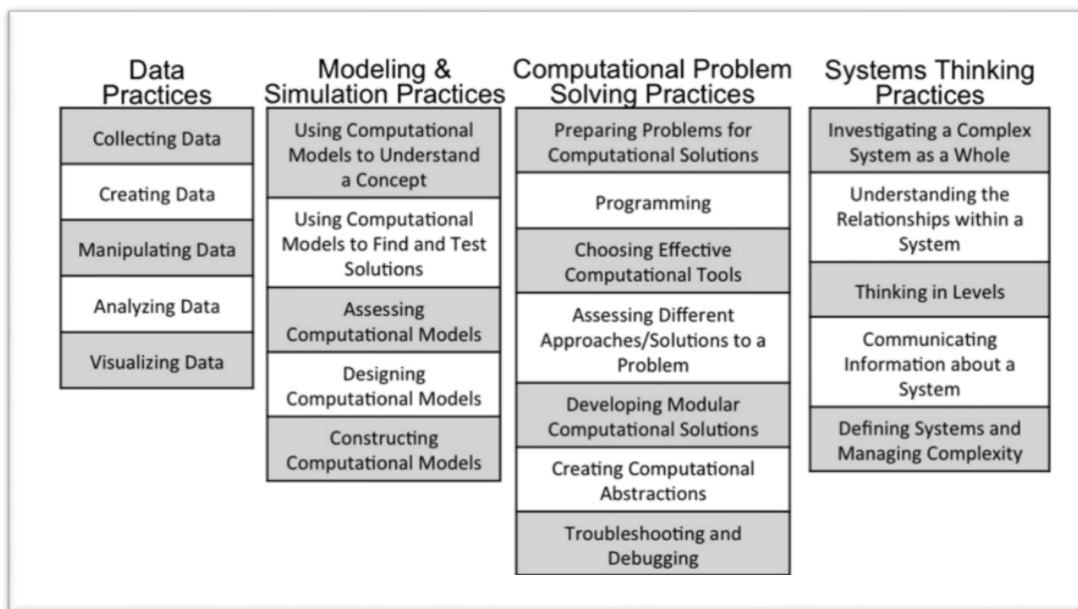 Data
Practices
Collecting Data
Creating Data
Manipulating Data
Analyzing Data
Visualizing Data
Modeling &
Simulation Practices
Using Computational
Models to Understand
a Concept
Using Computational
Models to Find and Test
Solutions
Assessing
Computational Models
Designing
Computational Models
Constructing
Computational Models
Computational Problem
Solving Practices
Preparing Problems for
Computational Solutions
Programming
Choosing Effective
Computational Tools
Assessing Different
Approaches/Solutions to a
Problem
Developing Modular
Computational Solutions
Creating Computational
Abstractions
Troubleshooting and
Debugging
Systems Thinking
Practices
Investigating a Complex
System as a Whole
Understanding the
Relationships within a
System
Thinking in Levels
Communicating
Information about a
System
Defining Systems and
Managing Complexity